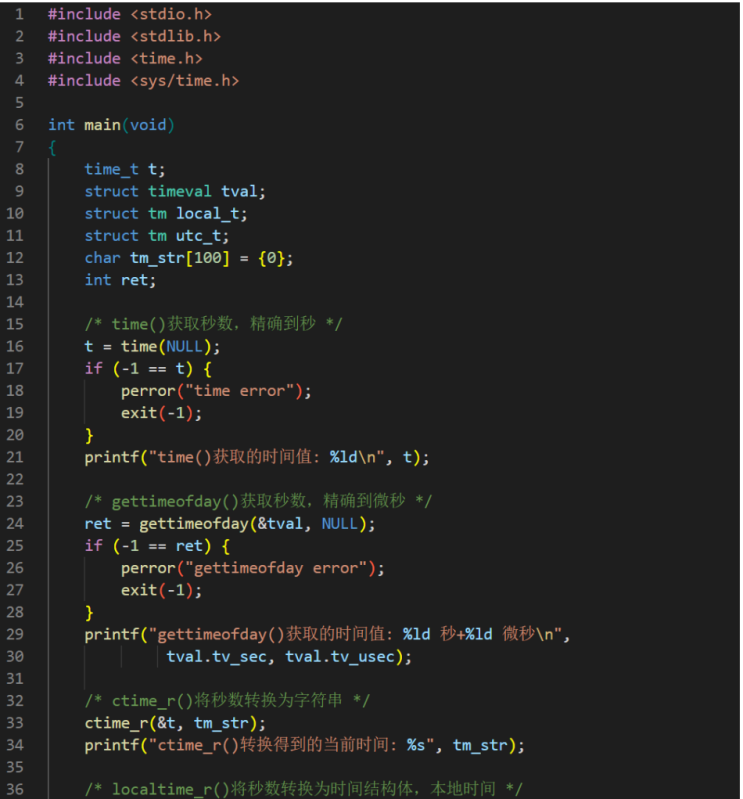 1 #include <stdio.h>
2 #include <stdlib.h>
3 #include <time.h>
4 #include <sys/time.h>
5
6 int main(void)
7 {
8     time_t t;
9     struct timeval tval;
10     struct tm local_t;
11     struct tm utc_t;
12     char tm_str[100] = {0};
13     int ret;
14
15     /* time()获取秒数，精确到秒 */
16     t = time(NULL);
17     if (-1 == t) {
18         perror("time error");
19         exit(-1);
20     }
21     printf("time()获取的时间值: %ld\n", t);
22
23     /* gettimeofday()获取秒数，精确到微秒 */
24     ret = gettimeofday(&tval, NULL);
25     if (-1 == ret) {
26         perror("gettimeofday error");
27         exit(-1);
28     }
29     printf("gettimeofday()获取的时间值: %ld 秒+%ld 微秒\n",
30             tval.tv_sec, tval.tv_usec);
31
32     /* ctime_r()将秒数转换为字符串 */
33     ctime_r(&t, tm_str);
34     printf("ctime_r()转换得到的当前时间: %s", tm_str);
35
36     /* localtime_r()将秒数转换为时间结构体，本地时间 */